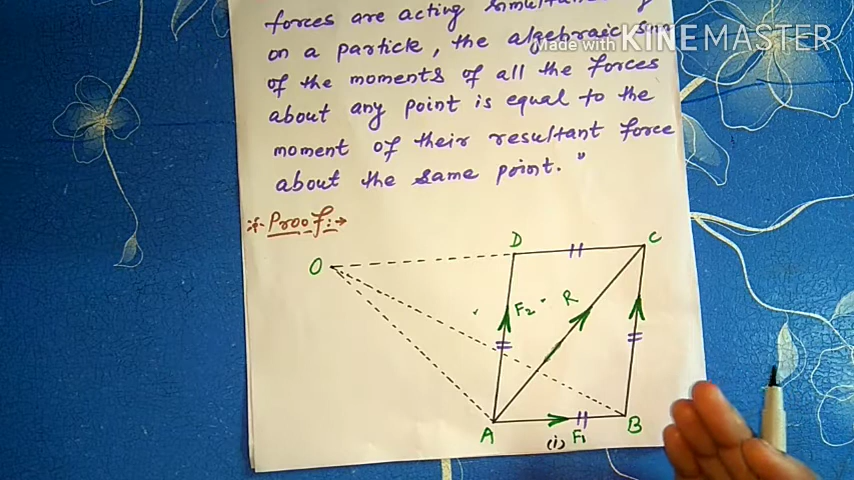 forces are acting
on a particle, the algebraic sum
Made with KINEMASTER
of the moments of all the forces
about any point is equal to the
moment of their resultant force
about the same point."
Proof:→
O
D
C
F₂
R
A
(i)
F₁
B